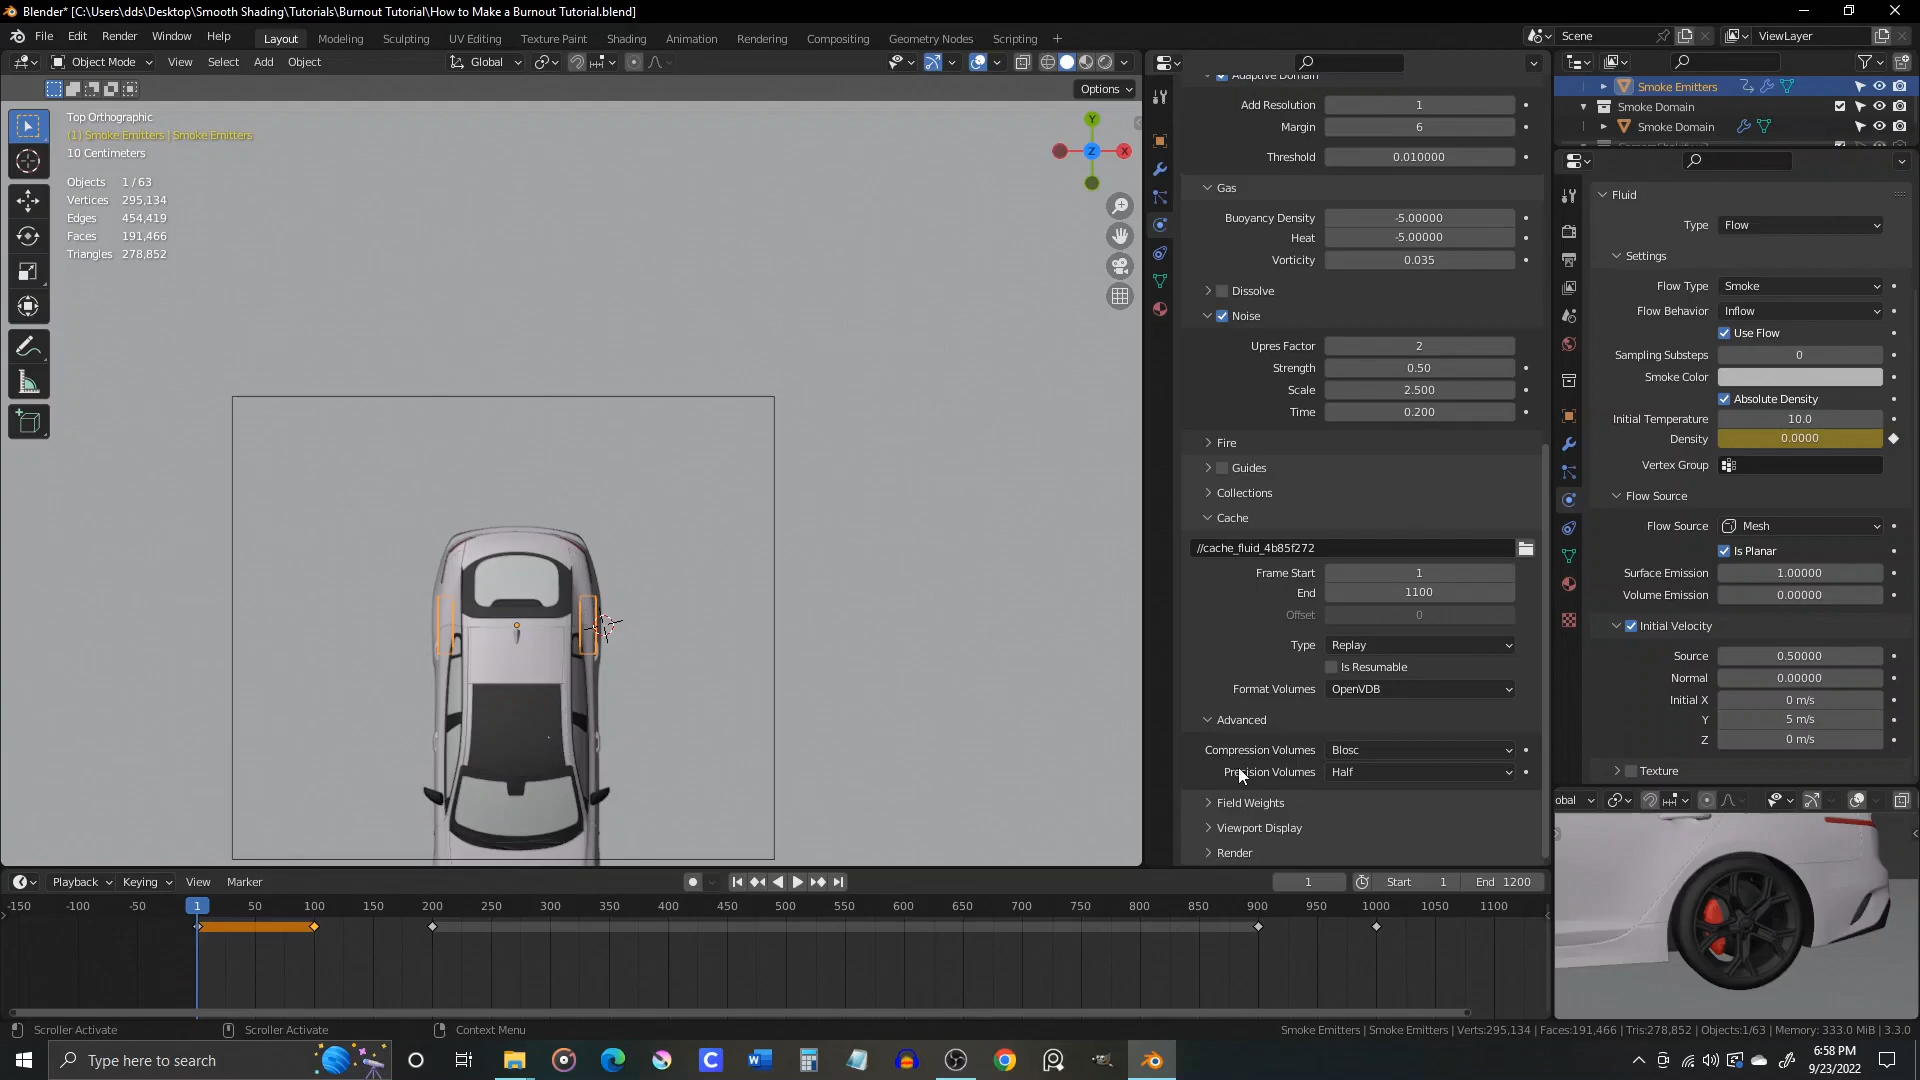 Blender* [C:\Users\dds\Desktop\Smooth Shading\Tutorials\Burnout Tutorial\How to Make a Burnout Tutorial.blend]
File Edit Render Window Help
Layout Modeling Sculpting UV Editing Texture Paint Shading Animation Rendering Compositing Geometry Nodes Scripting
Scene
ViewLayer
Object Mode View Select Add Object
Global
Options
Top Orthographic
(1) Smoke Emitters | Smoke Emitters
10 Centimeters
Objects 1 / 63
Vertices 295,134
Edges 454,419
Faces 191,466
Triangles 278,852
Y
Z
X
Adaptive Domain
Add Resolution 1
Margin 6
Threshold 0.010000
Gas
Buoyancy Density -5.00000
Heat -5.00000
Vorticity 0.035
Dissolve
Noise
Upres Factor 2
Strength 0.50
Scale 2.500
Time 0.200
Fire
Guides
Collections
Cache
//cache_fluid_4b85f272
Frame Start 1
End 1100
Offset 0
Type Replay
Is Resumable
Format Volumes OpenVDB
Advanced
Compression Volumes Blosc
Precision Volumes Half
Field Weights
Viewport Display
Render
Smoke Emitters
Smoke Domain
Smoke Domain
Fluid
Type Flow
Settings
Flow Type Smoke
Flow Behavior Inflow
Use Flow
Sampling Substeps 0
Smoke Color
Absolute Density
Initial Temperature 10.0
Density 0.0000
Vertex Group
Flow Source
Flow Source Mesh
Is Planar
Surface Emission 1.00000
Volume Emission 0.00000
Initial Velocity
Source 0.50000
Normal 0.00000
Initial X 0 m/s
Y 5 m/s
Z 0 m/s
Texture
obal
Playback Keying View Marker
1
Start 1
End 1200
-150 -100 -50 1 50 100 150 200 250 300 350 400 450 500 550 600 650 700 750 800 850 900 950 1000 1050 1100
Scroller Activate
Scroller Activate
Context Menu
Smoke Emitters | Smoke Emitters | Verts:295,134 | Faces:191,466 | Tris:278,852 | Objects:1/63 | Memory: 333.0 MiB | 3.3.0
Type here to search
6:58 PM
9/23/2022